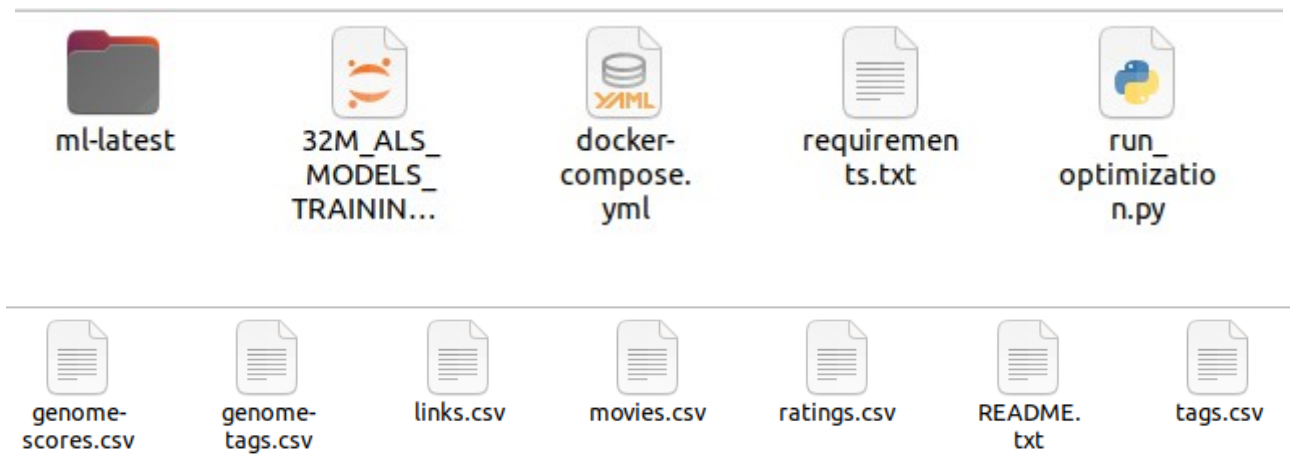 YAML
ml-latest
32M_ALS_
MODELS_
TRAININ...
docker-
compose.
yml
requiremen
ts.txt
run_
optimizatio
n.py
genome-
scores.csv
genome-
tags.csv
links.csv
movies.csv
ratings.csv
README.
txt
tags.csv